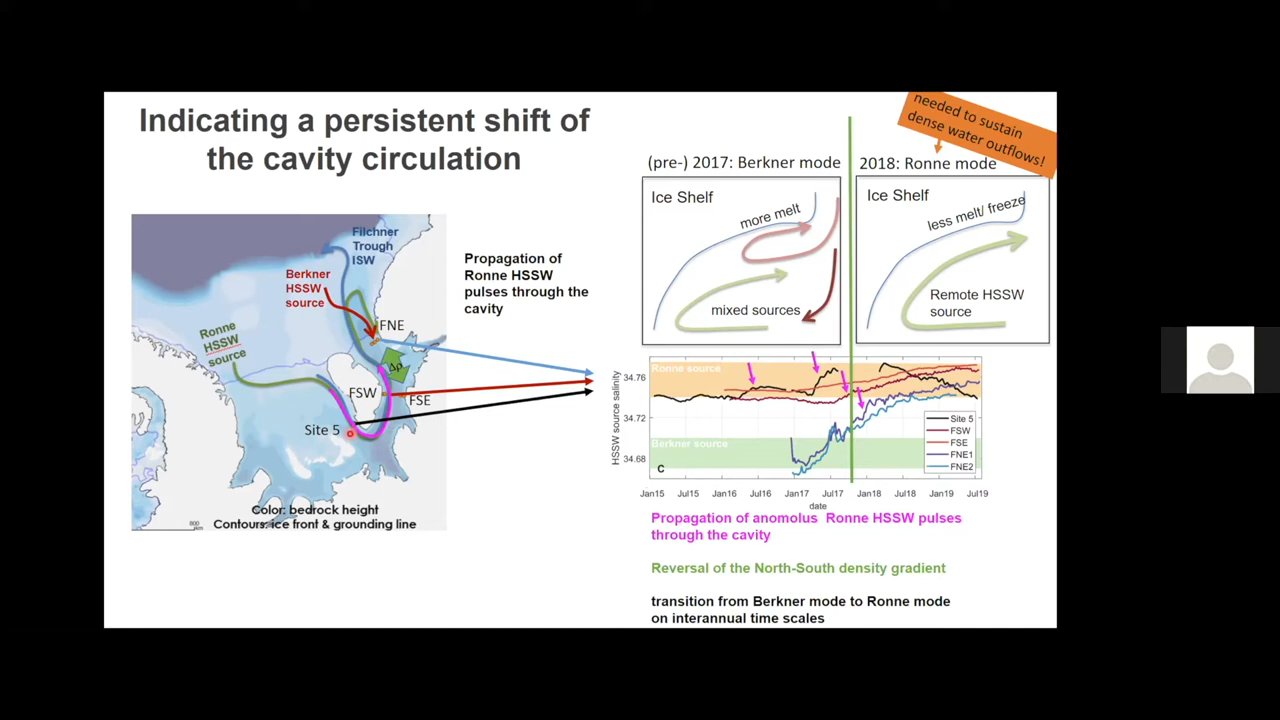 Indicating a persistent shift of
the cavity circulation
needed to sustain
dense water outflows!
(pre-) 2017: Berkner mode
2018: Ronne mode
Ice Shelf
more melt
mixed sources
Ice Shelf
less melt/ freeze
Remote HSSW
source
Filchner
Trough
ISW
Berkner
HSSW
source
Ronne
HSSW
source
FNE
Δρ
FSW
FSE
Site 5
Color: bedrock height
Contours: ice front & grounding line
Propagation of
Ronne HSSW
pulses through the
cavity
HSSW source salinity
34.76
34.72
34.68
Ronne source
Berkner source
C
Site 5
FSW
FSE
FNE1
FNE2
Jan15 Jul15 Jan16 Jul16 Jan17 Jul17 Jan18 Jul18 Jan19 Jul19
date
Propagation of anomolus Ronne HSSW pulses
through the cavity
Reversal of the North-South density gradient
transition from Berkner mode to Ronne mode
on interannual time scales